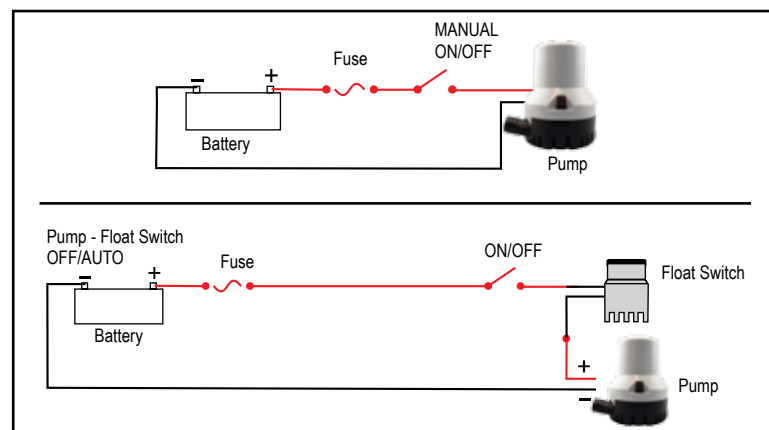 MANUAL
ON/OFF
Fuse
−
+
Battery
Pump
Pump - Float Switch
OFF/AUTO
−
+
Fuse
ON/OFF
Float Switch
Battery
+
−
Pump